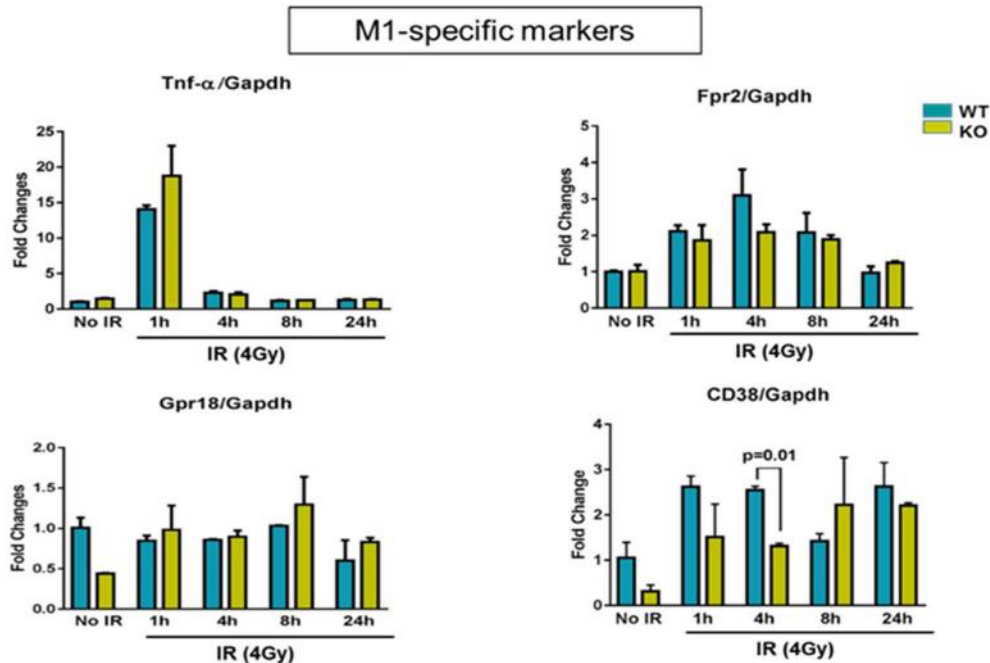 M1-specific markers
Tnf-α/Gapdh
Fold Changes
25
20
15
10
5
0
No IR 1h 4h 8h 24h
IR (4Gy)
Fpr2/Gapdh
WT
KO
Fold Changes
5
4
3
2
1
0
No IR 1h 4h 8h 24h
IR (4Gy)
Gpr18/Gapdh
Fold Changes
2.0
1.5
1.0
0.5
0.0
No IR 1h 4h 8h 24h
IR (4Gy)
CD38/Gapdh
Fold Change
4
3
2
1
0
p=0.01
No IR 1h 4h 8h 24h
IR (4Gy)